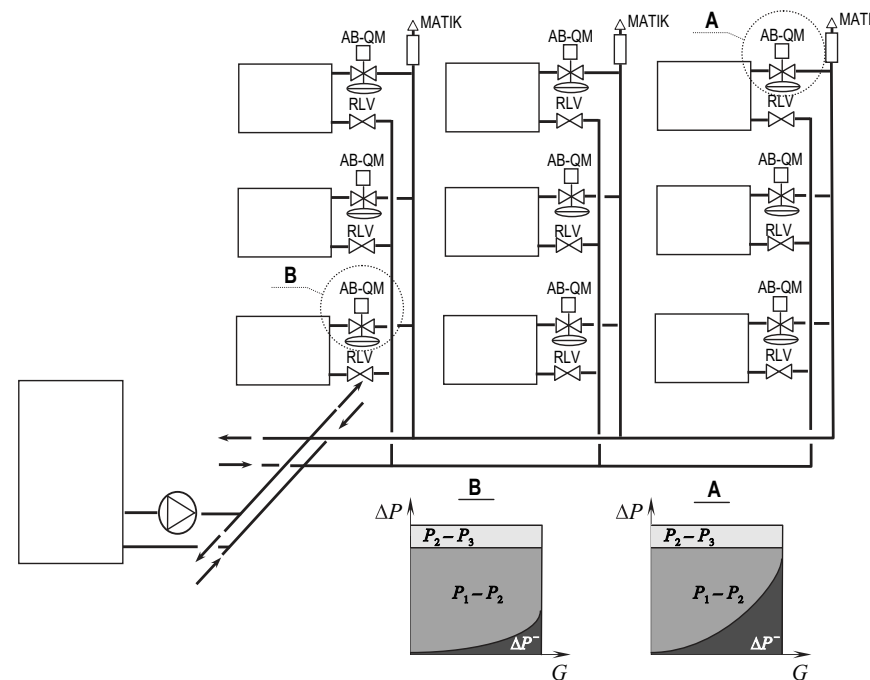 MATIK
MATIK
MATIK
AB-QM
AB-QM
A
AB-QM
RLV
RLV
RLV
AB-QM
AB-QM
AB-QM
RLV
RLV
RLV
B
AB-QM
AB-QM
AB-QM
RLV
RLV
RLV
B
A
ΔP
P₂ – P₃
P₁ – P₂
ΔP⁻
G
ΔP
P₂ – P₃
P₁ – P₂
ΔP⁻
G